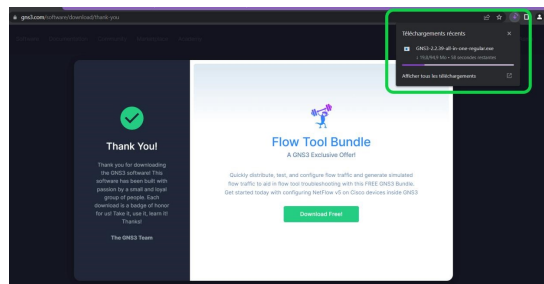 gns3.com/software/download/thank-you
Téléchargements récents
GNS3-2.2.39-all-in-one-regular.exe
Afficher tous les téléchargements
Thank You!
Thank you for downloading
the GNS3 software! This
software has been built with
passion by a small and loyal
group of people. Each
download is a badge of honor
for us! Take it, use it, learn it!
Thanks!
The GNS3 Team
Flow Tool Bundle
A GNS3 Exclusive Offer!
Quickly distribute, test, and configure flow traffic and generate simulated
flow traffic to aid in flow tool troubleshooting with this FREE GNS3 Bundle.
Get started today with configuring NetFlow v5 on Cisco devices inside GNS3
Download Free!